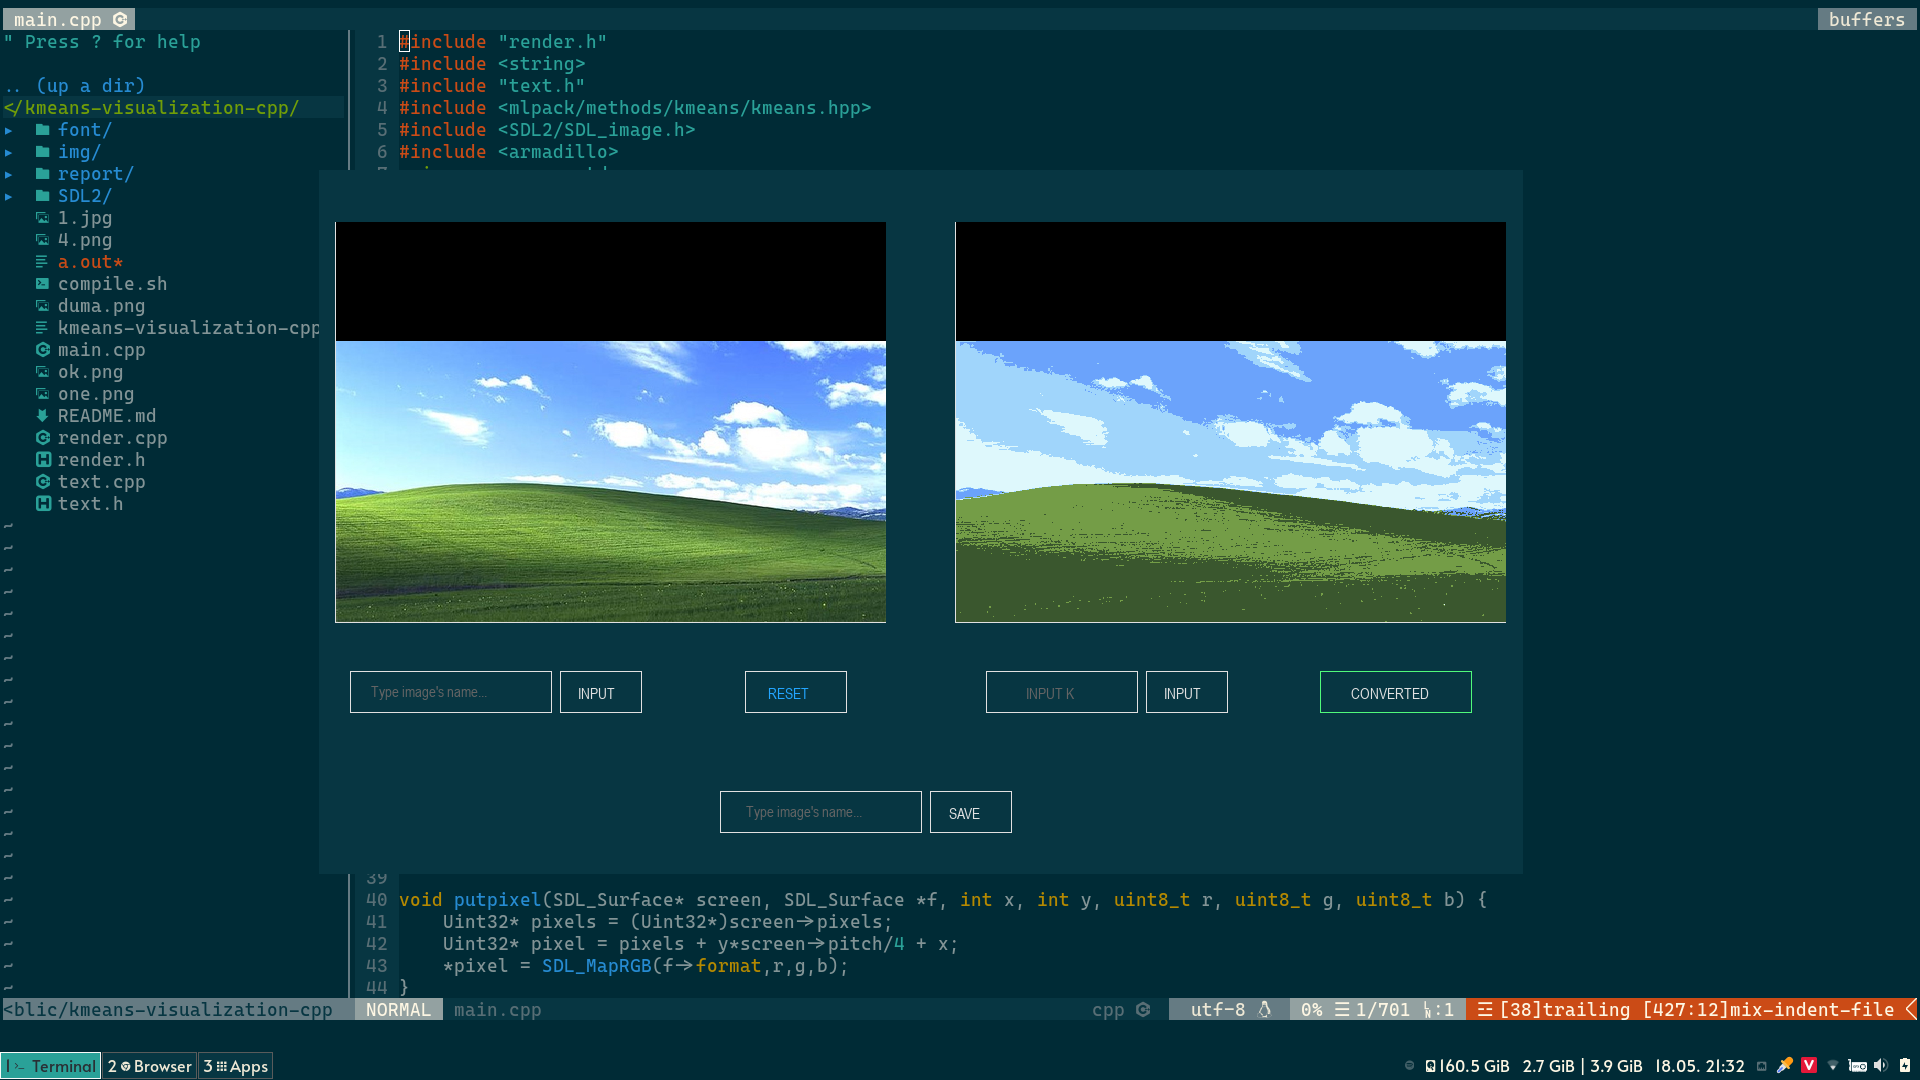 main.cpp
buffers
" Press ? for help
.. (up a dir)
</kmeans-visualization-cpp/
▸ font/
▸ img/
▸ report/
▸ SDL2/
1.jpg
4.png
a.out*
compile.sh
duma.png
kmeans-visualization-cpp
main.cpp
ok.png
one.png
README.md
render.cpp
render.h
text.cpp
text.h
1 #include "render.h"
2 #include <string>
3 #include "text.h"
4 #include <mlpack/methods/kmeans/kmeans.hpp>
5 #include <SDL2/SDL_image.h>
6 #include <armadillo>
Type image's name...
INPUT
RESET
INPUT K
INPUT
CONVERTED
Type image's name...
SAVE
39
40 void putpixel(SDL_Surface* screen, SDL_Surface *f, int x, int y, uint8_t r, uint8_t g, uint8_t b) {
41 Uint32* pixels = (Uint32*)screen->pixels;
42 Uint32* pixel = pixels + y*screen->pitch/4 + x;
43 *pixel = SDL_MapRGB(f->format,r,g,b);
44 }
<blic/kmeans-visualization-cpp
NORMAL main.cpp
cpp
utf-8
0% ☰ 1/701 :1
☲ [38]trailing [427:12]mix-indent-file
1 Terminal
2 Browser
3 Apps
160.5 GiB 2.7 GiB | 3.9 GiB 18.05. 21:32